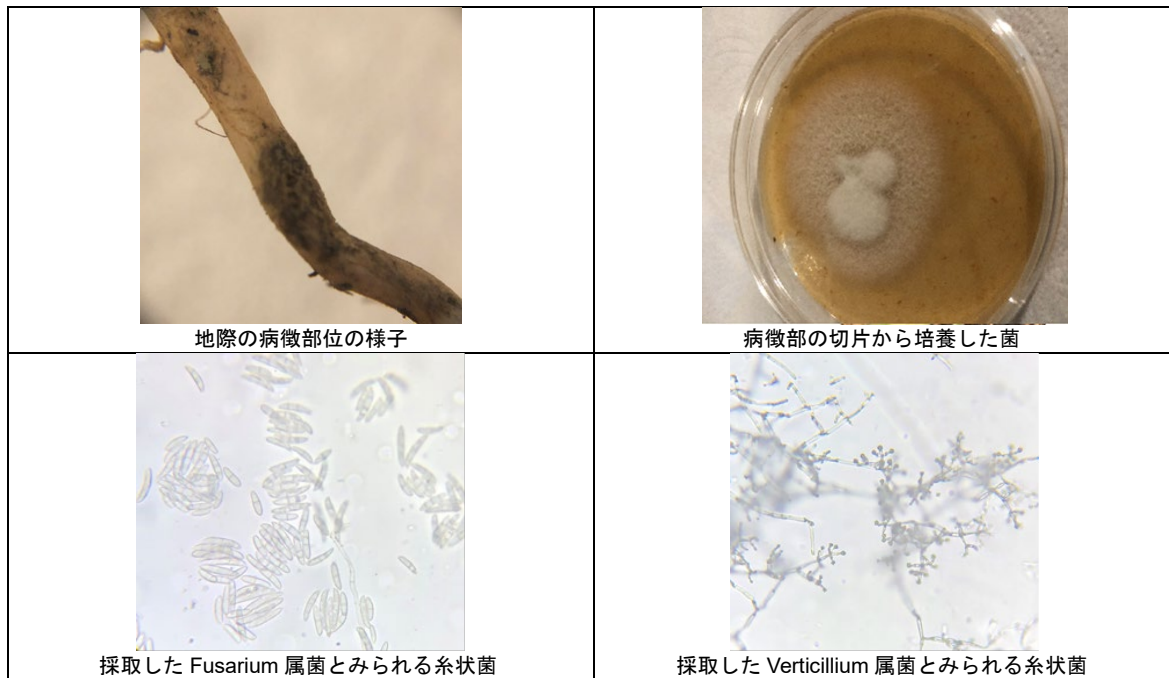 地際の病徴部位の様子
病徴部の切片から培養した菌
採取した Fusarium 属菌とみられる糸状菌
採取した Verticillium 属菌とみられる糸状菌